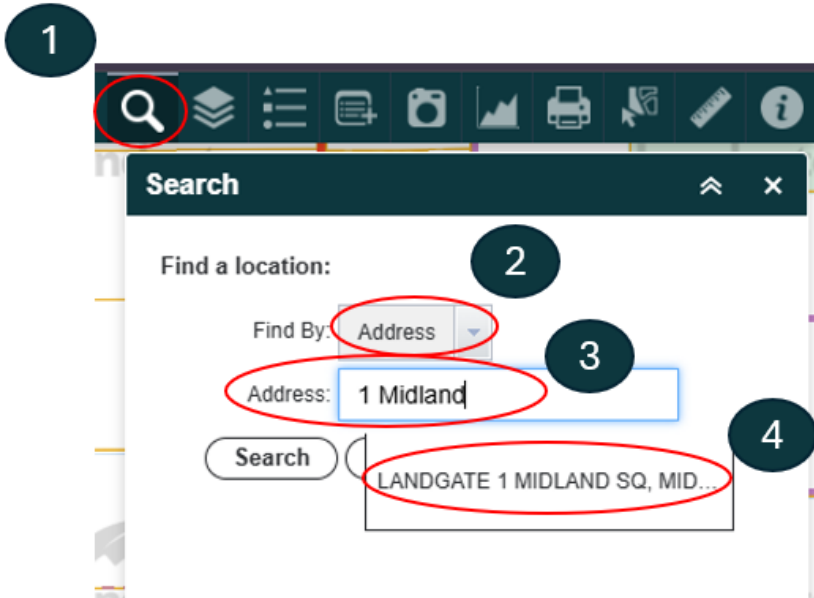 1
Search
Find a location:
2
Find By: Address
3
Address: 1 Midland
4
Search
LANDGATE 1 MIDLAND SQ, MID...